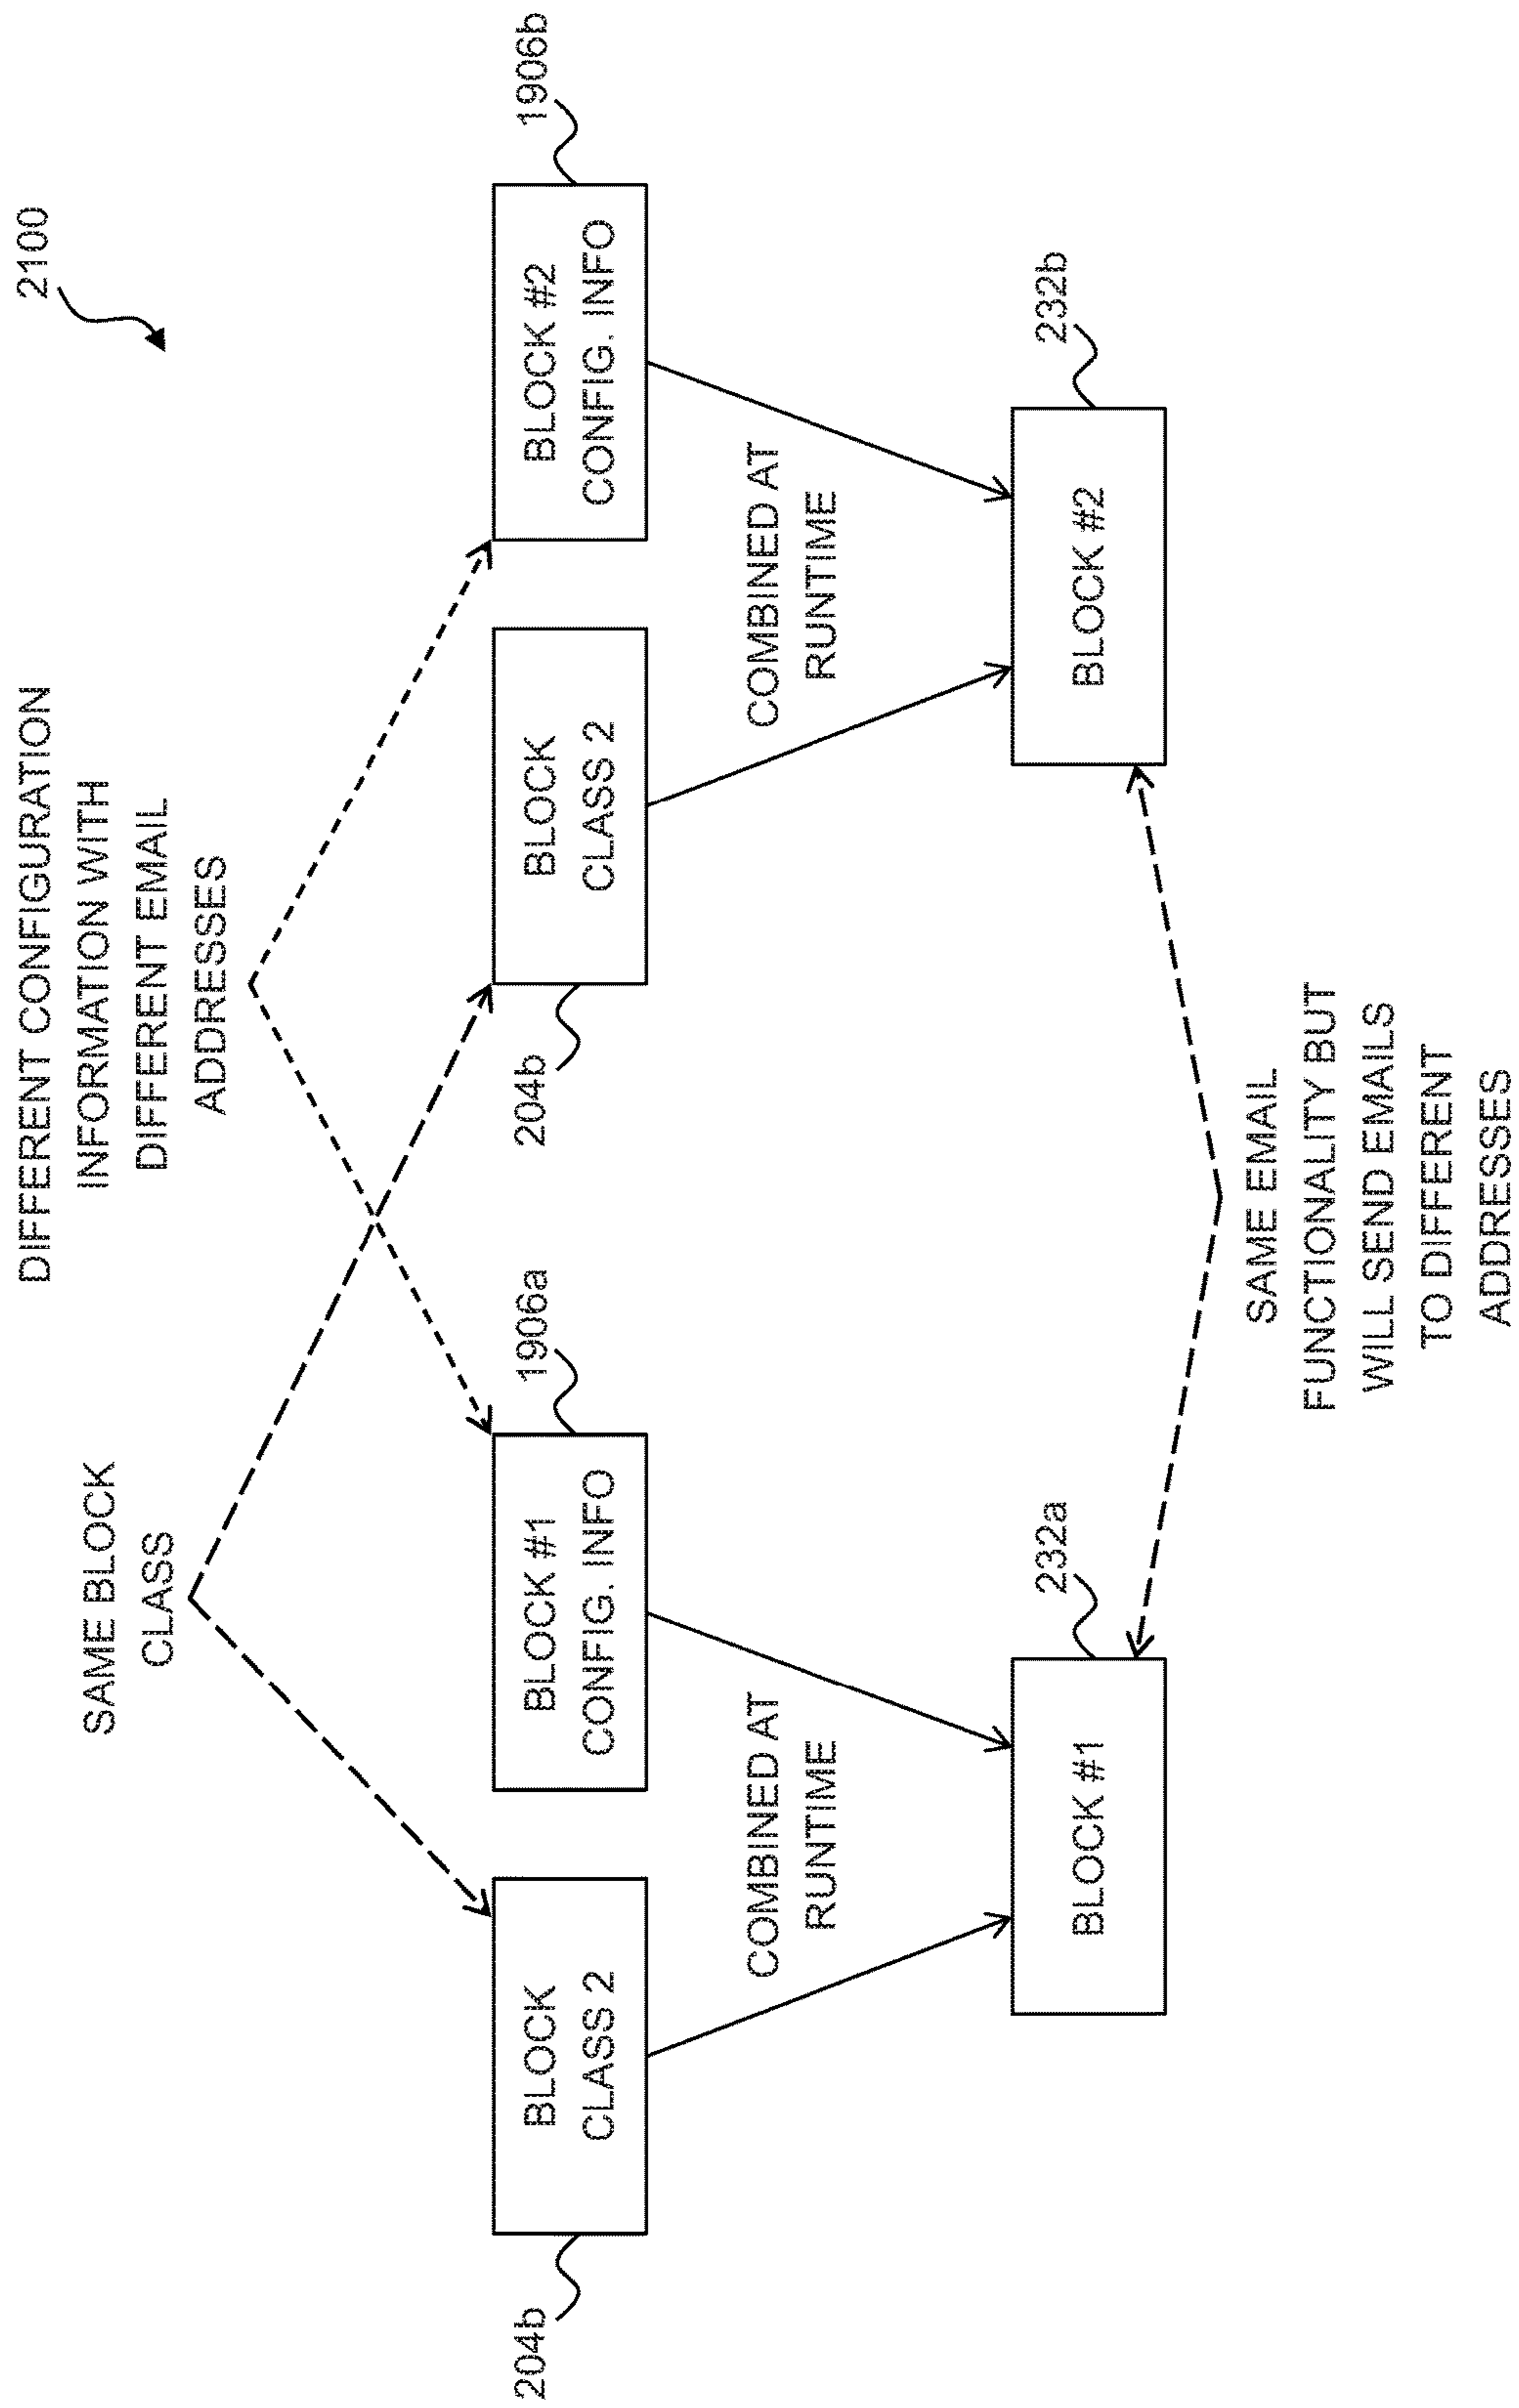 2100
DIFFERENT CONFIGURATION
INFORMATION WITH
DIFFERENT EMAIL
ADDRESSES
SAME BLOCK
CLASS
204b
BLOCK
CLASS 2
1906a
BLOCK #1
CONFIG. INFO
204b
BLOCK
CLASS 2
1906b
BLOCK #2
CONFIG. INFO
COMBINED AT
RUNTIME
COMBINED AT
RUNTIME
232a
BLOCK #1
232b
BLOCK #2
SAME EMAIL
FUNCTIONALITY BUT
WILL SEND EMAILS
TO DIFFERENT
ADDRESSES